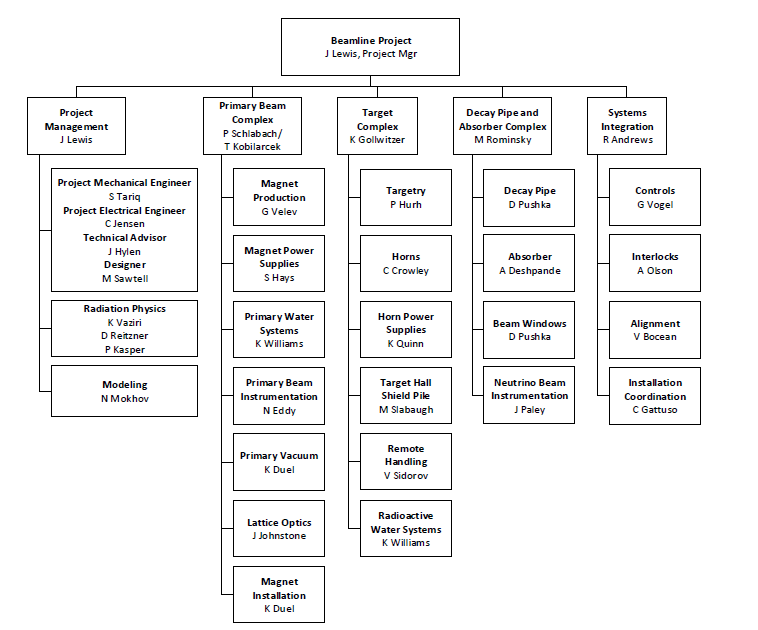 Beamline Project
J Lewis, Project Mgr
Project
Management
J Lewis
Project Mechanical Engineer
S Tariq
Project Electrical Engineer
C Jensen
Technical Advisor
J Hylen
Designer
M Sawtell
Radiation Physics
K Vaziri
D Reitzner
P Kasper
Modeling
N Mokhov
Primary Beam
Complex
P Schlabach/
T Kobilarcek
Magnet
Production
G Velev
Magnet Power
Supplies
S Hays
Primary Water
Systems
K Williams
Primary Beam
Instrumentation
N Eddy
Primary Vacuum
K Duel
Lattice Optics
J Johnstone
Magnet
Installation
K Duel
Target
Complex
K Gollwitzer
Targetry
P Hurh
Horns
C Crowley
Horn Power
Supplies
K Quinn
Target Hall
Shield Pile
M Slabaugh
Remote
Handling
V Sidorov
Radioactive
Water Systems
K Williams
Decay Pipe and
Absorber Complex
M Rominsky
Decay Pipe
D Pushka
Absorber
A Deshpande
Beam Windows
D Pushka
Neutrino Beam
Instrumentation
J Paley
Systems
Integration
R Andrews
Controls
G Vogel
Interlocks
A Olson
Alignment
V Bocean
Installation
Coordination
C Gattuso